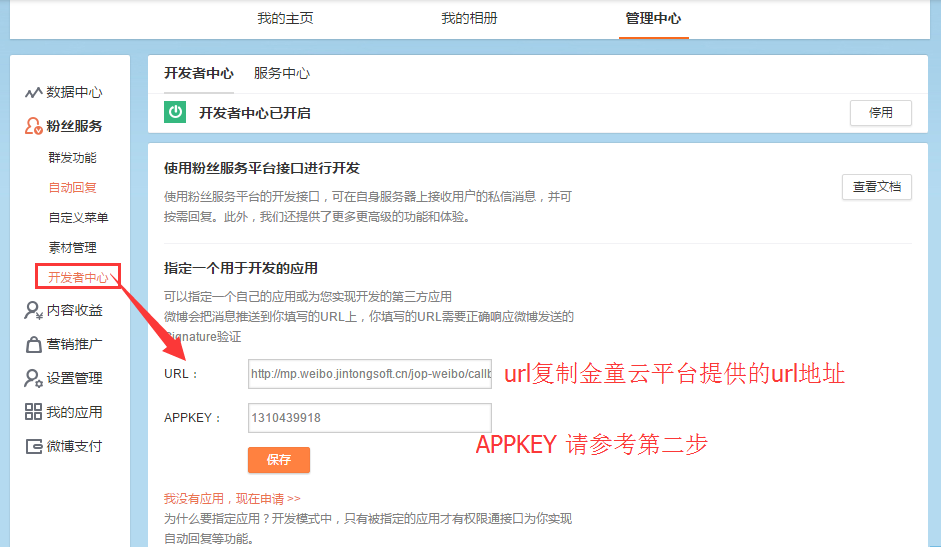 我的主页 我的相册 管理中心
数据中心
粉丝服务
群发功能
自动回复
自定义菜单
素材管理
开发者中心
内容收益
营销推广
设置管理
我的应用
微博支付
开发者中心 服务中心
开发者中心已开启 停用
使用粉丝服务平台接口进行开发
查看文档
使用粉丝服务平台的开发接口，可在自身服务器上接收用户的私信消息，并可
按需回复。此外，我们还提供了更多更高级的功能和体验。
指定一个用于开发的应用
可以指定一个自己的应用或为您实现开发的第三方应用
微博会把消息推送到你填写的URL上，你填写的URL需要正确响应微博发送的
Signature验证
URL： http://mp.weibo.jintongsoft.cn/jop-weibo/callb url复制金童云平台提供的url地址
APPKEY： 1310439918
APPKEY 请参考第二步
保存
我没有应用，现在申请 >>
为什么要指定应用？开发模式中，只有被指定的应用才有权限通接口为你实现
自动回复等功能。